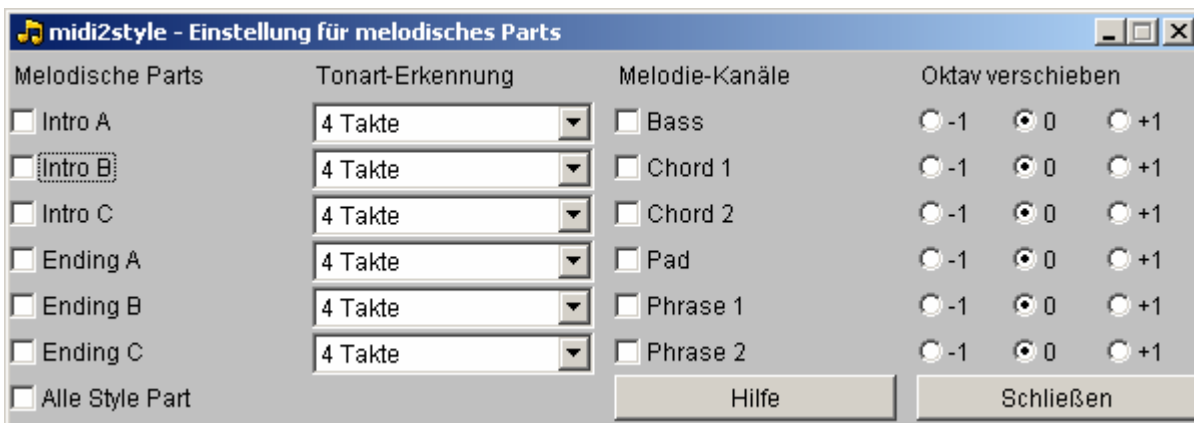 midi2style - Einstellung für melodisches Parts
Melodische Parts Tonart-Erkennung Melodie-Kanäle Oktav verschieben
Intro A 4 Takte Bass -1 0 +1
Intro B 4 Takte Chord 1 -1 0 +1
Intro C 4 Takte Chord 2 -1 0 +1
Ending A 4 Takte Pad -1 0 +1
Ending B 4 Takte Phrase 1 -1 0 +1
Ending C 4 Takte Phrase 2 -1 0 +1
Alle Style Part Hilfe Schließen